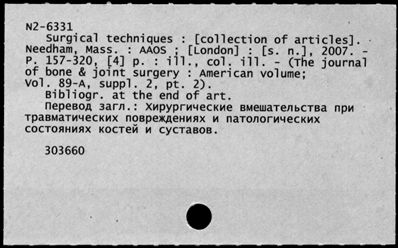 N2-6331
Surgical techniques : [collection of articles].
Needham, Mass. : AAOS ; [London] : [s. n.], 2007. -
P. 157-320, [4] p. : ill., col. ill. - (The journal
of bone & joint surgery : American volume;
Vol. 89-A, suppl. 2, pt. 2).
Bibliogr. at the end of art.
Перевод загл.: Хирургические вмешательства при
травматических повреждениях и патологических
состояниях костей и суставов.
303660